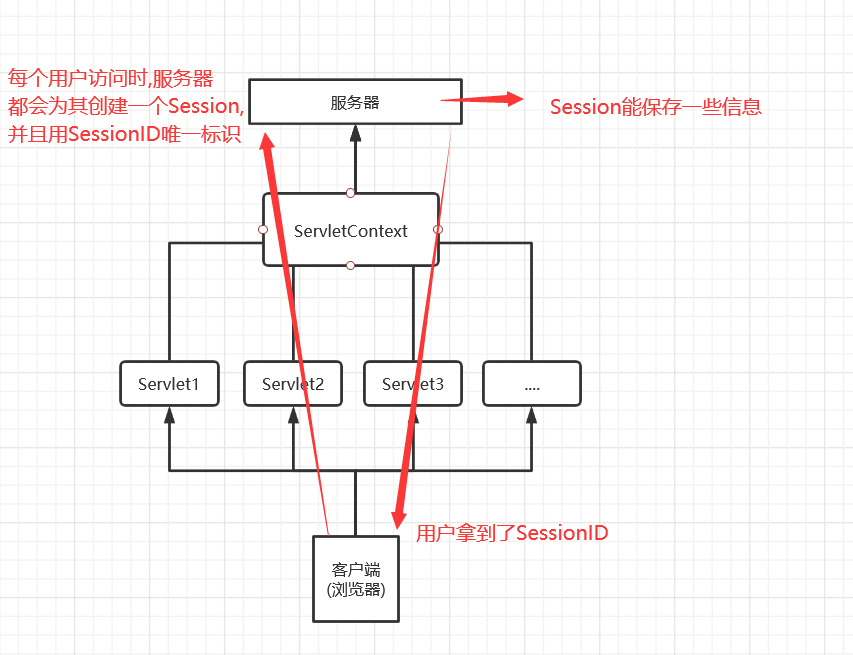 每个用户访问时,服务器
都会为其创建一个Session,
并且用SessionID唯一标识
服务器
Session能保存一些信息
ServletContext
Servlet1
Servlet2
Servlet3
....
用户拿到了SessionID
客户端
(浏览器)